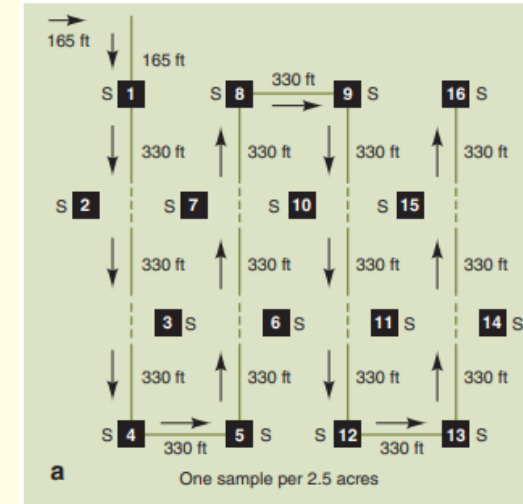 165 ft
165 ft
330 ft
S 1
S 8
9 S
16 S
330 ft
330 ft
330 ft
330 ft
S 2
S 7
S 10
S 15
330 ft
330 ft
330 ft
330 ft
3 S
6 S
11 S
14 S
330 ft
330 ft
330 ft
330 ft
S 4
5 S
S 12
13 S
330 ft
330 ft
a
One sample per 2.5 acres